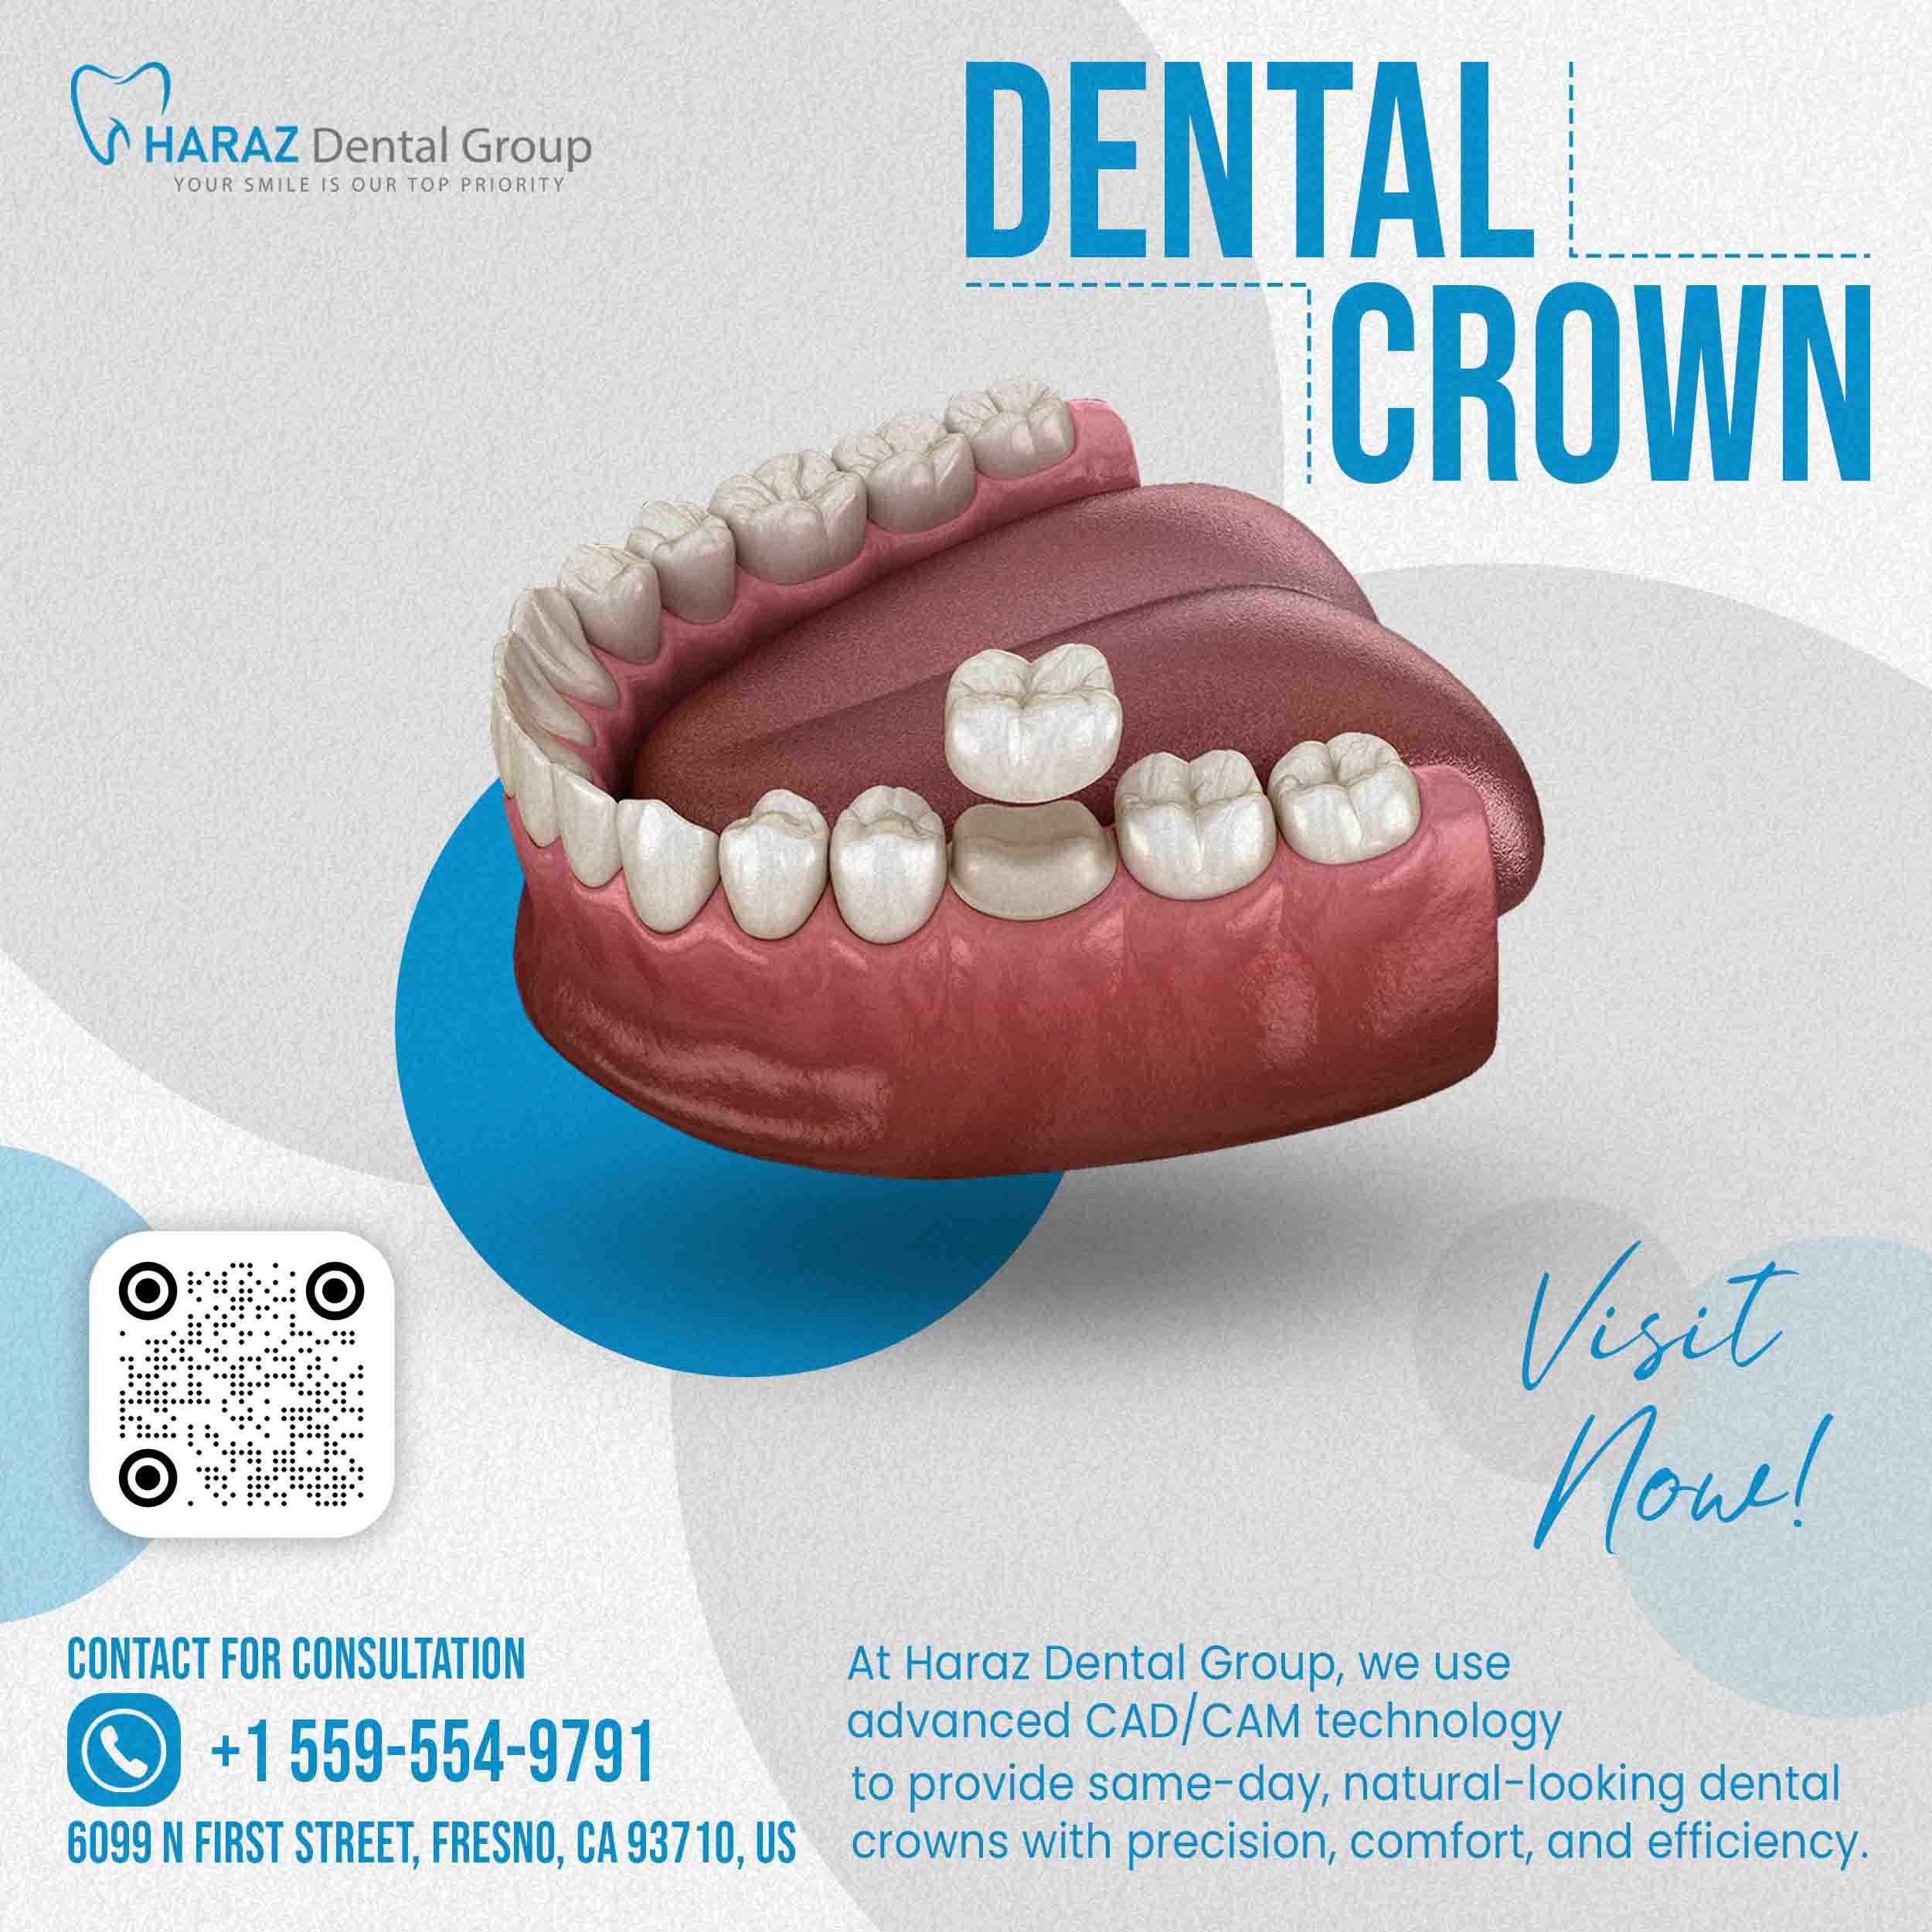 HARAZ Dental Group
YOUR SMILE IS OUR TOP PRIORITY
DENTAL
CROWN
Visit
Now!
CONTACT FOR CONSULTATION
+1 559-554-9791
6099 N FIRST STREET, FRESNO, CA 93710, US
At Haraz Dental Group, we use
advanced CAD/CAM technology
to provide same-day, natural-looking dental
crowns with precision, comfort, and efficiency.